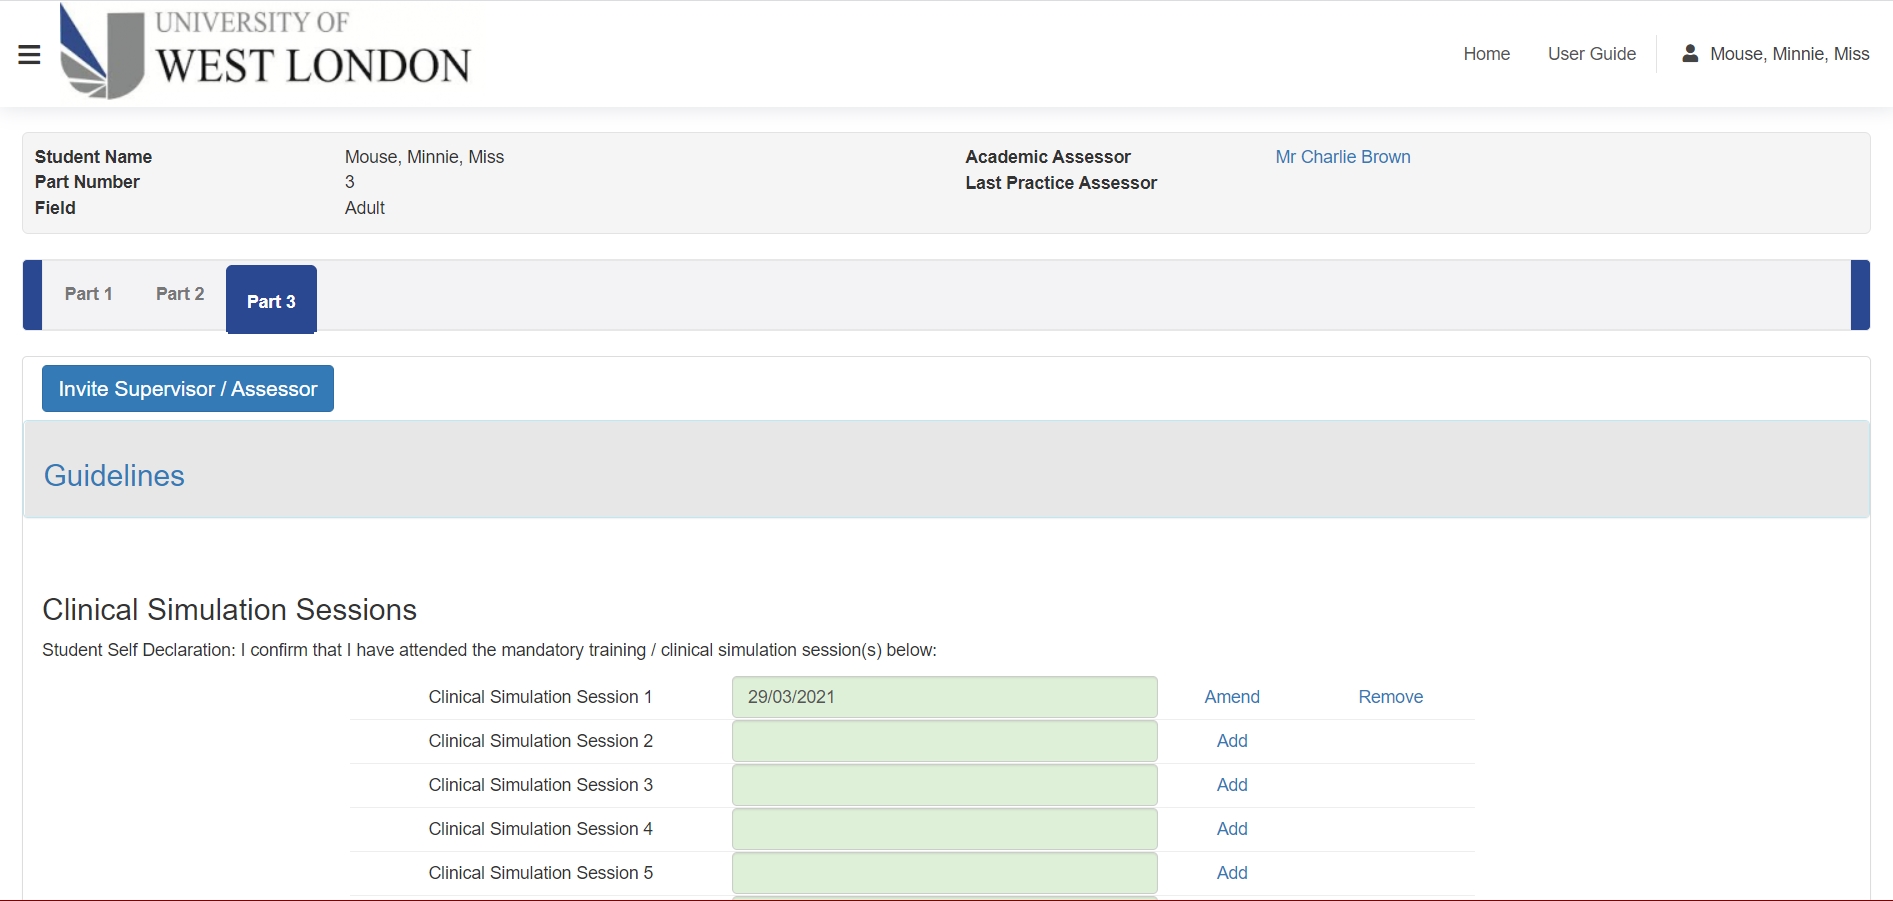 UNIVERSITY OF
WEST LONDON
Home User Guide Mouse, Minnie, Miss
Student Name Mouse, Minnie, Miss Academic Assessor Mr Charlie Brown
Part Number 3 Last Practice Assessor
Field Adult
Part 1 Part 2 Part 3
Invite Supervisor / Assessor
Guidelines
Clinical Simulation Sessions
Student Self Declaration: I confirm that I have attended the mandatory training / clinical simulation session(s) below:
Clinical Simulation Session 1 29/03/2021 Amend Remove
Clinical Simulation Session 2 Add
Clinical Simulation Session 3 Add
Clinical Simulation Session 4 Add
Clinical Simulation Session 5 Add